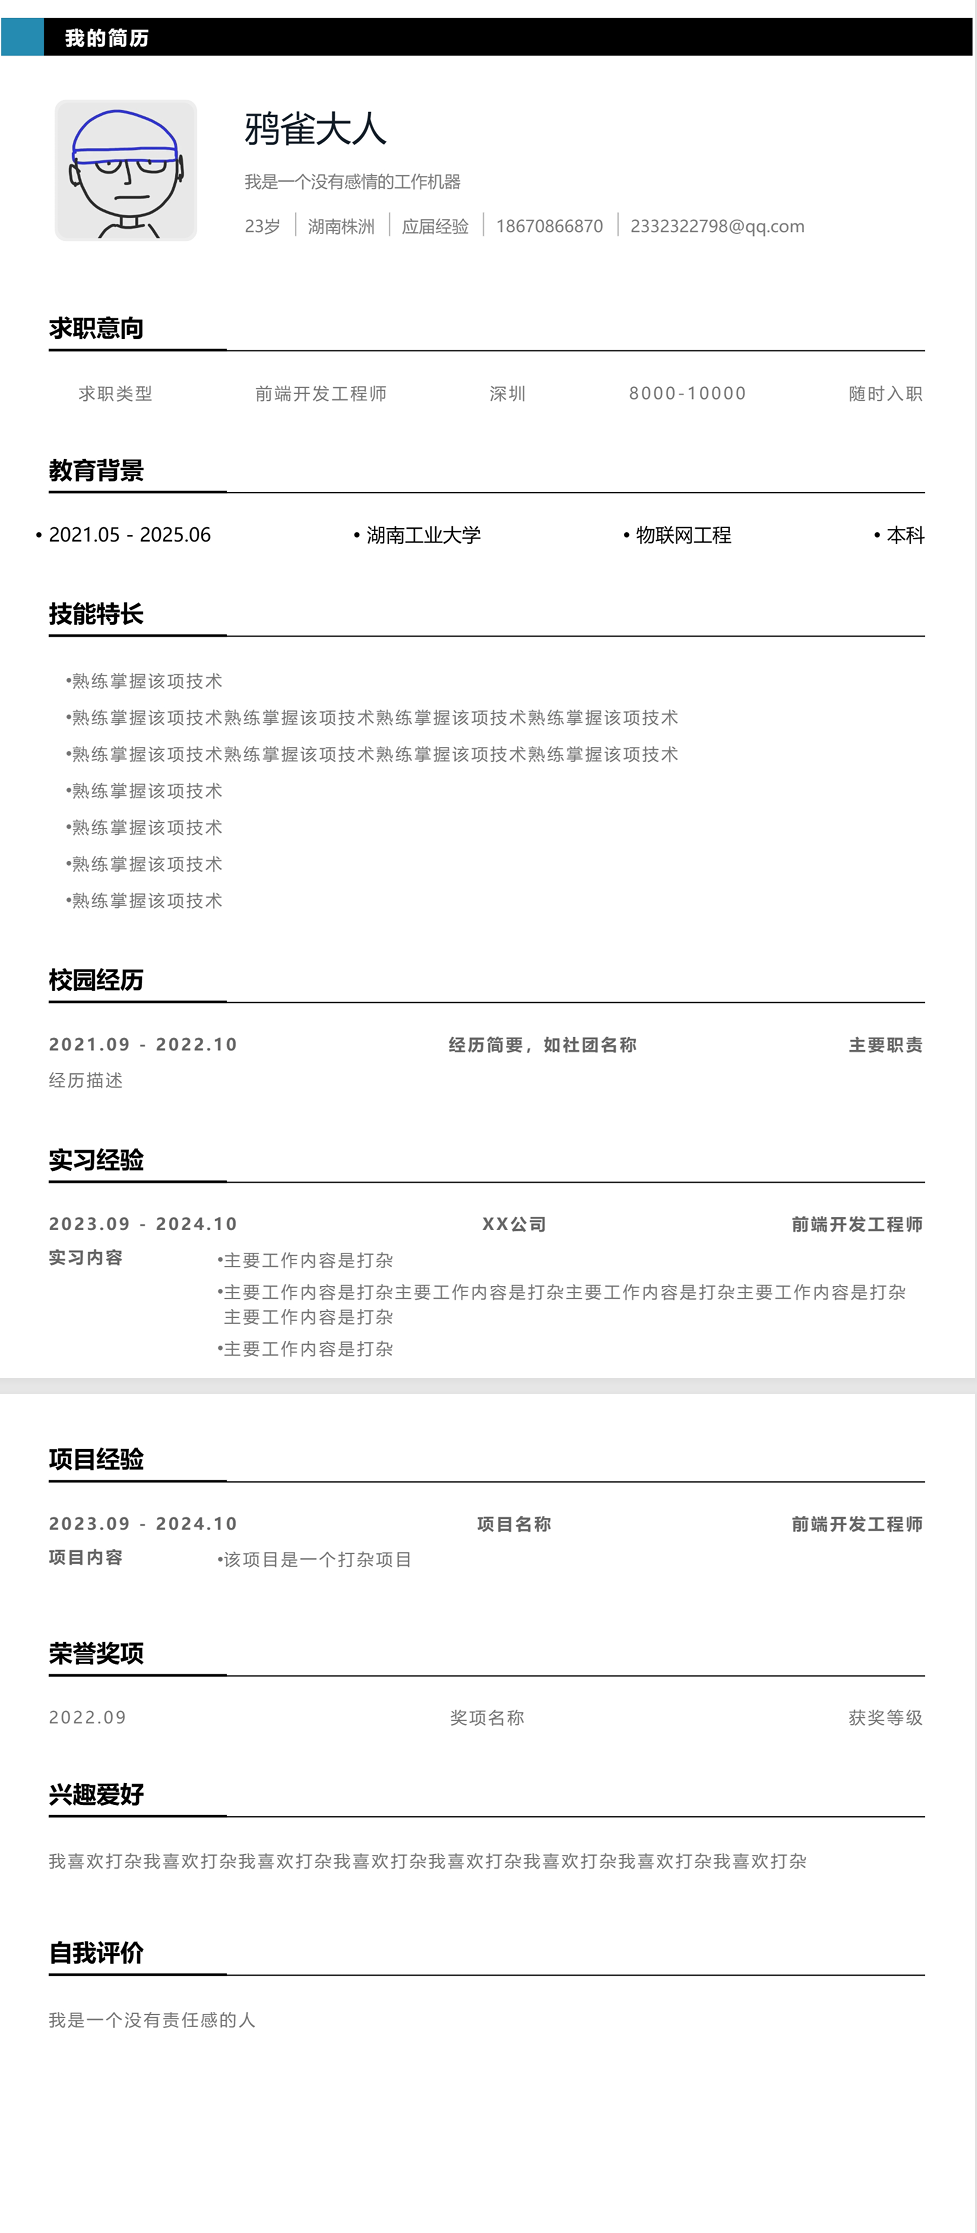 我的简历
鸦雀大人
我是一个没有感情的工作机器
23岁 湖南株洲 应届经验 18670866870 2332322798@qq.com
求职意向
求职类型 前端开发工程师 深圳 8000-10000 随时入职
教育背景
• 2021.05 - 2025.06 • 湖南工业大学 • 物联网工程 • 本科
技能特长
•熟练掌握该项技术
•熟练掌握该项技术熟练掌握该项技术熟练掌握该项技术熟练掌握该项技术
•熟练掌握该项技术熟练掌握该项技术熟练掌握该项技术熟练掌握该项技术
•熟练掌握该项技术
•熟练掌握该项技术
•熟练掌握该项技术
•熟练掌握该项技术
校园经历
2021.09 - 2022.10 经历简要，如社团名称 主要职责
经历描述
实习经验
2023.09 - 2024.10 XX公司 前端开发工程师
实习内容 •主要工作内容是打杂
•主要工作内容是打杂主要工作内容是打杂主要工作内容是打杂主要工作内容是打杂
主要工作内容是打杂
•主要工作内容是打杂
项目经验
2023.09 - 2024.10 项目名称 前端开发工程师
项目内容 •该项目是一个打杂项目
荣誉奖项
2022.09 奖项名称 获奖等级
兴趣爱好
我喜欢打杂我喜欢打杂我喜欢打杂我喜欢打杂我喜欢打杂我喜欢打杂我喜欢打杂我喜欢打杂
自我评价
我是一个没有责任感的人